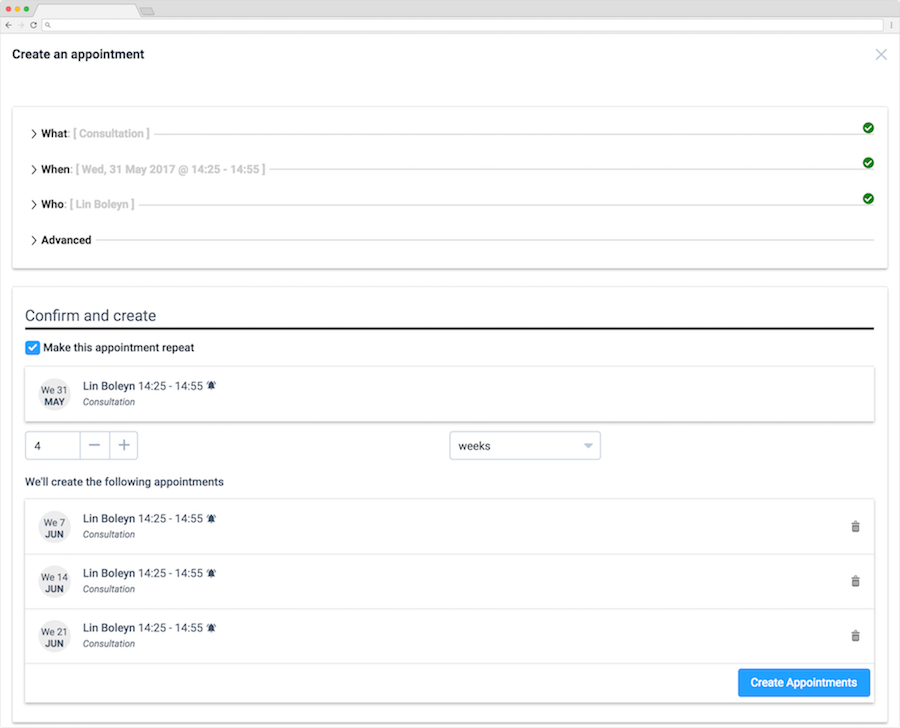 Create an appointment
What: [ Consultation ]
When: [ Wed, 31 May 2017 @ 14:25 - 14:55 ]
Who: [ Lin Boleyn ]
Advanced
Confirm and create
Make this appointment repeat
We 31
MAY
Lin Boleyn 14:25 - 14:55
Consultation
4
weeks
We'll create the following appointments
We 7
JUN
Lin Boleyn 14:25 - 14:55
Consultation
We 14
JUN
Lin Boleyn 14:25 - 14:55
Consultation
We 21
JUN
Lin Boleyn 14:25 - 14:55
Consultation
Create Appointments